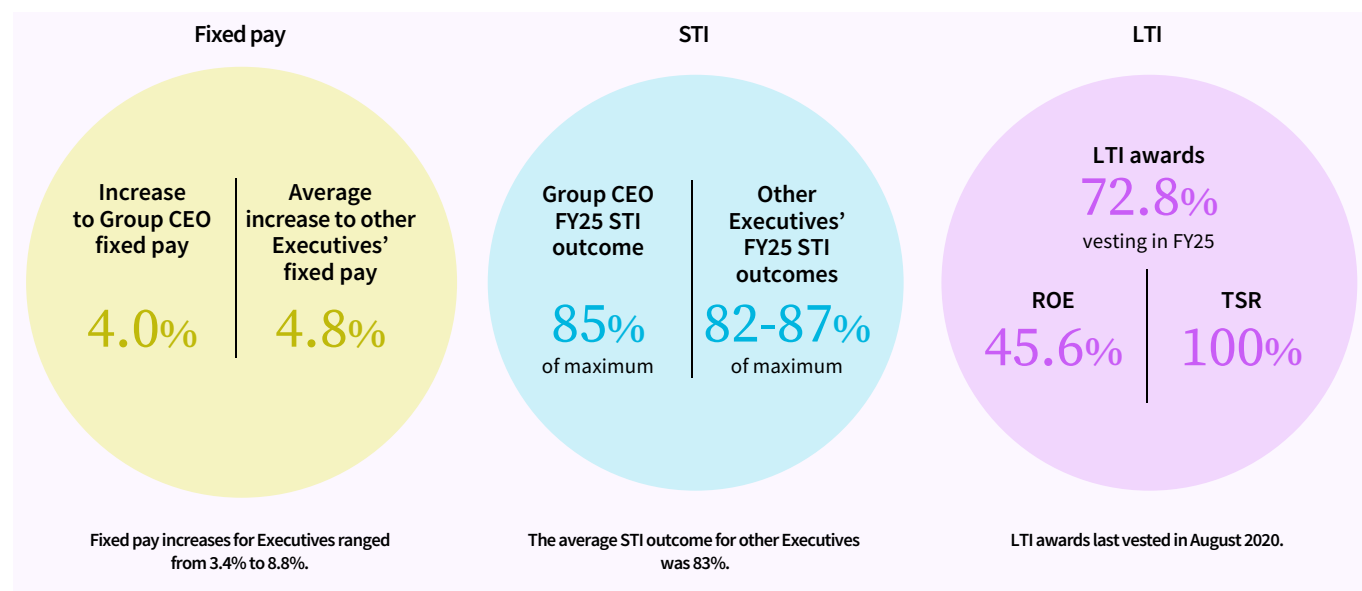 Fixed pay
Increase
to Group CEO
fixed pay
4.0%
Average
increase to other
Executives’
fixed pay
4.8%
Fixed pay increases for Executives ranged
from 3.4% to 8.8%.
STI
Group CEO
FY25 STI
outcome
85%
of maximum
Other
Executives’
FY25 STI
outcomes
82-87%
of maximum
The average STI outcome for other Executives
was 83%.
LTI
LTI awards
72.8%
vesting in FY25
ROE
45.6%
TSR
100%
LTI awards last vested in August 2020.